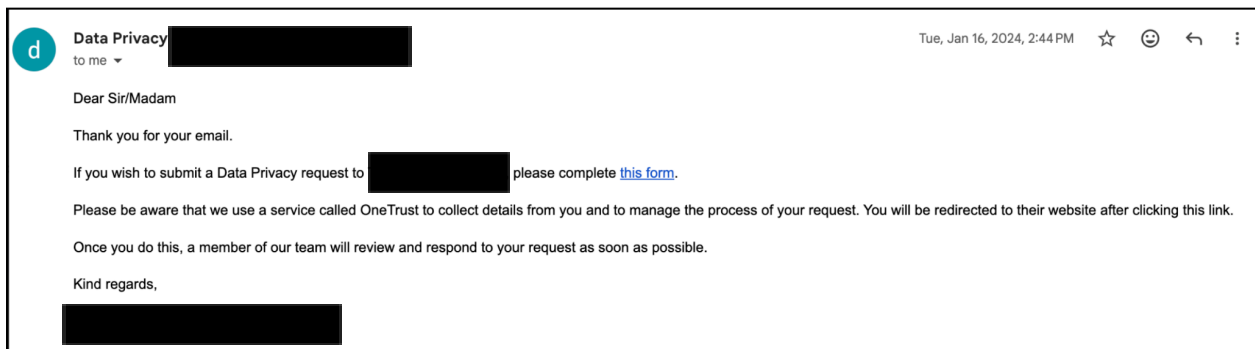 d
Data Privacy
Tue, Jan 16, 2024, 2:44 PM
to me
Dear Sir/Madam
Thank you for your email.
If you wish to submit a Data Privacy request to please complete this form.
Please be aware that we use a service called OneTrust to collect details from you and to manage the process of your request. You will be redirected to their website after clicking this link.
Once you do this, a member of our team will review and respond to your request as soon as possible.
Kind regards,